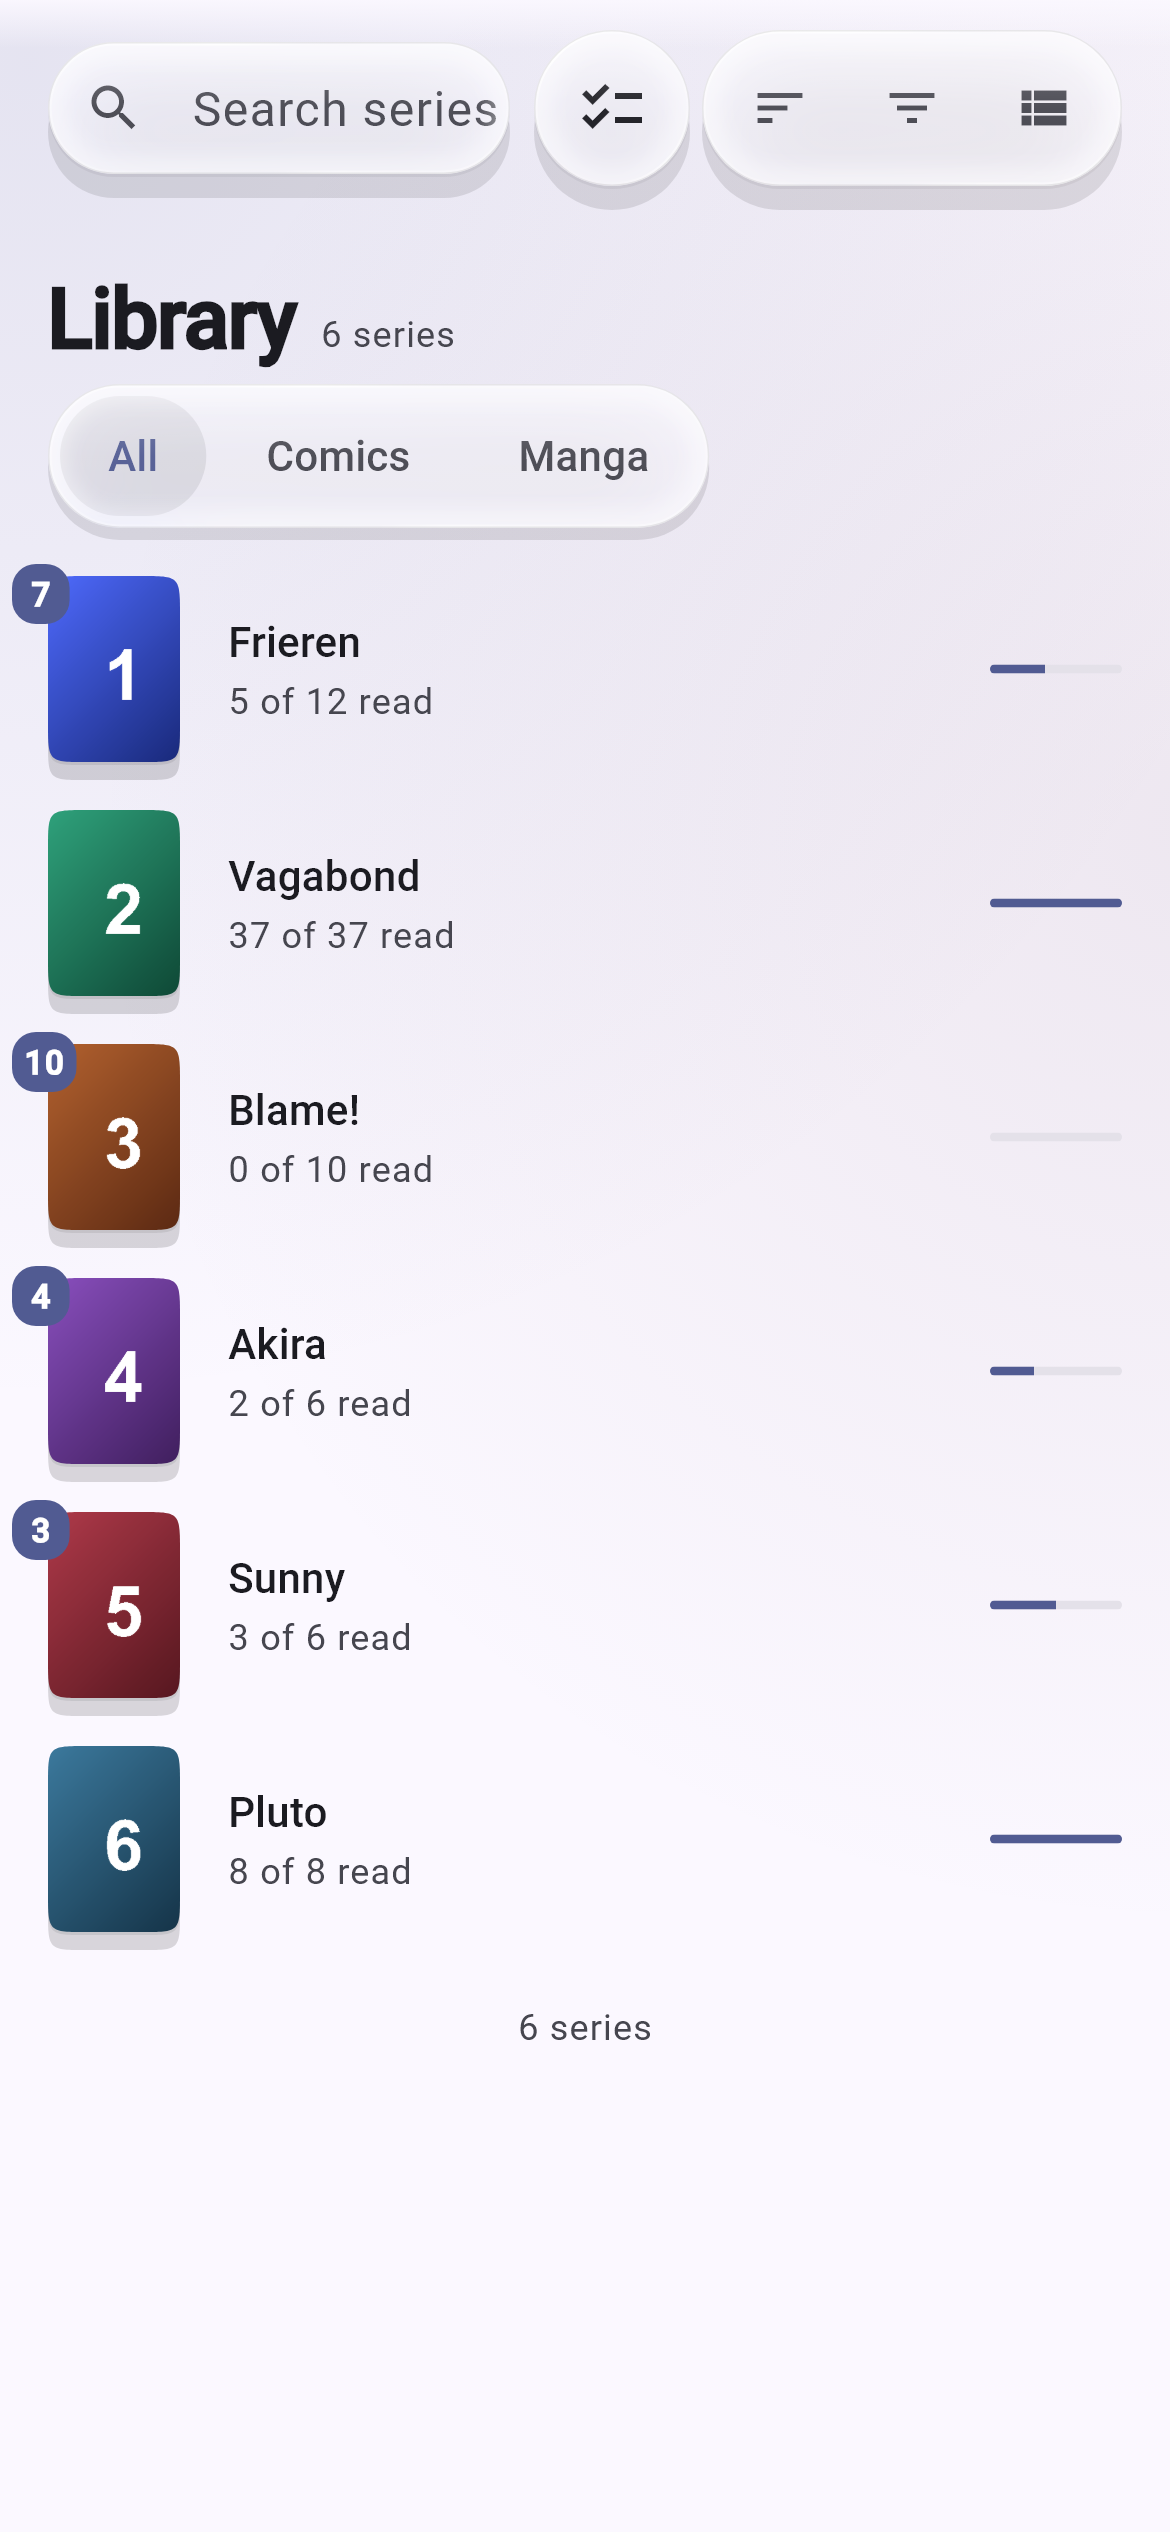 Search series
Library 6 series
All Comics Manga
7
1
Frieren
5 of 12 read
2
Vagabond
37 of 37 read
10
3
Blame!
0 of 10 read
4
4
Akira
2 of 6 read
3
5
Sunny
3 of 6 read
6
Pluto
8 of 8 read
6 series